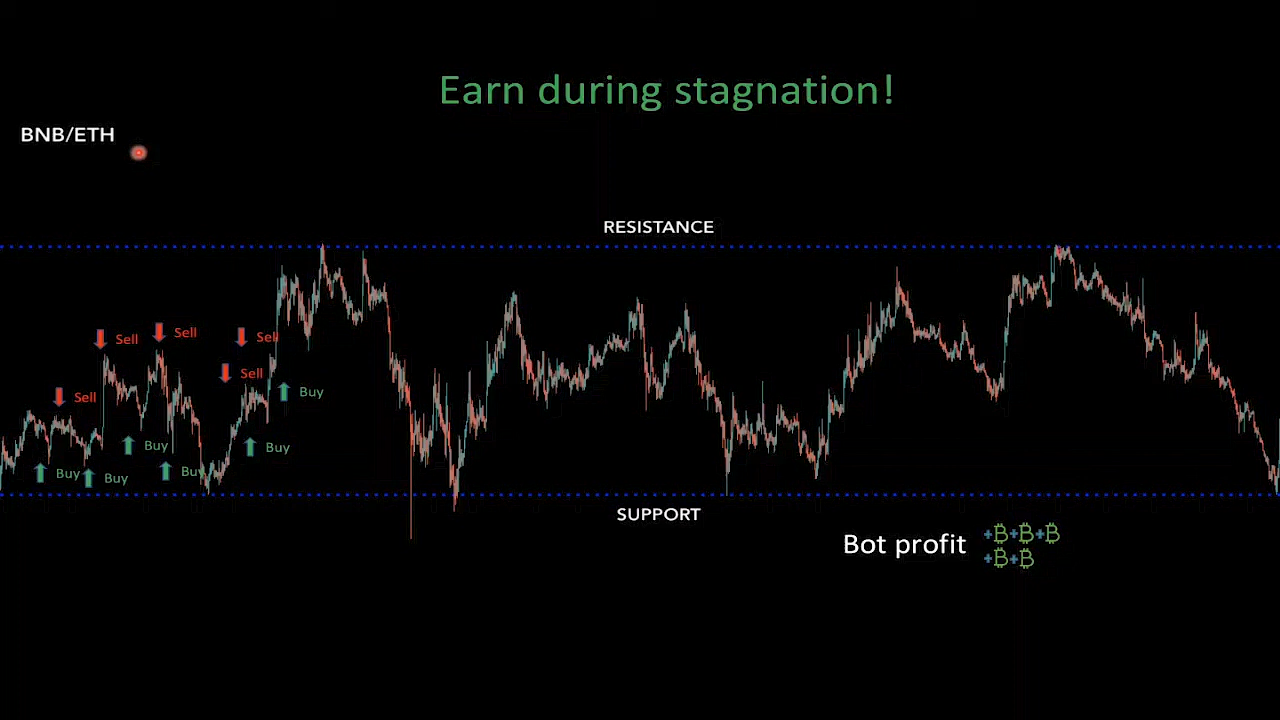 Earn during stagnation!
BNB/ETH
RESISTANCE
Sell
Sell
Sell
Sell
Sell
Buy
Buy
Buy
Buy
Buy
Buy
SUPPORT
Bot profit +₿+₿+₿
+₿+₿